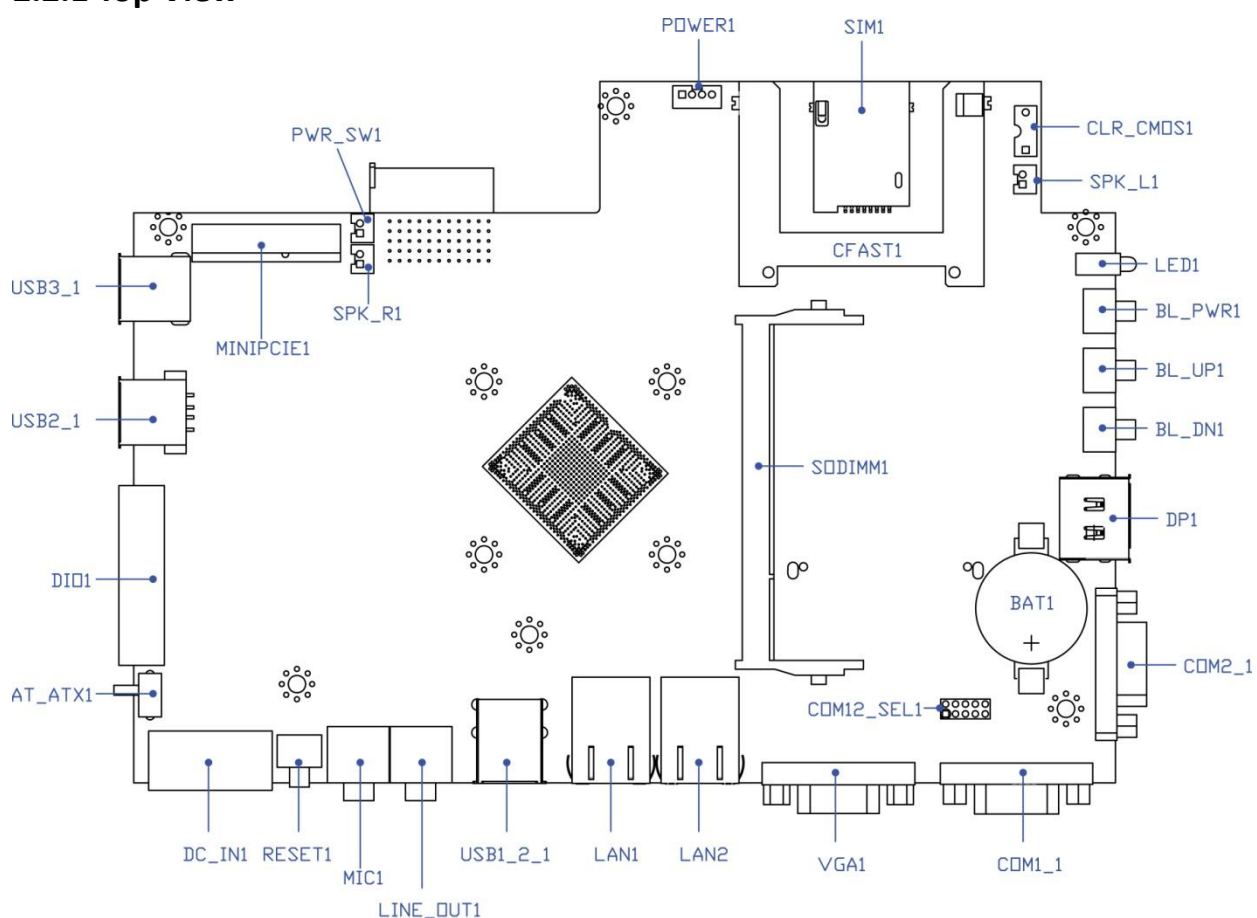 POWER1
SIM1
PWR_SW1
CLR_CMOS1
SPK_L1
CFAST1
LED1
USB3_1
SPK_R1
BL_PWR1
MINIPCIE1
BL_UP1
USB2_1
BL_DN1
SODIMM1
DP1
DIO1
BAT1
+
COM2_1
AT_ATX1
COM12_SEL1
DC_IN1
RESET1
USB1_2_1
LAN1
LAN2
VGA1
COM1_1
MIC1
LINE_OUT1